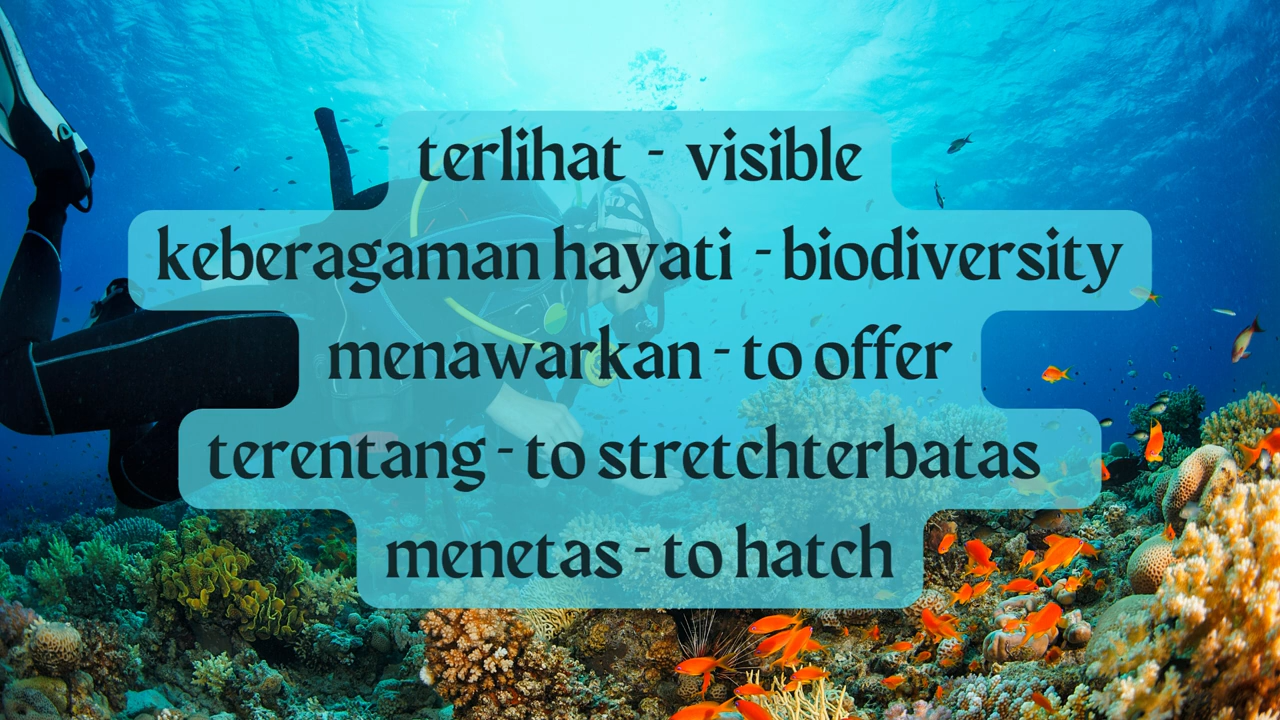 terlihat - visible
keberagaman hayati - biodiversity
menawarkan - to offer
terentang - to stretchterbatas
menetas - to hatch